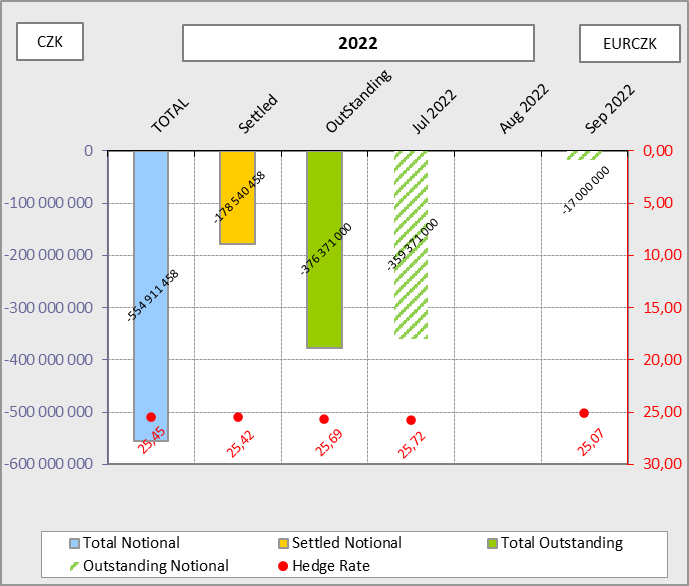 CZK
2022
EURCZK
TOTAL
Settled
OutStanding
Jul 2022
Aug 2022
Sep 2022
0
-100 000 000
-200 000 000
-300 000 000
-400 000 000
-500 000 000
-600 000 000
0,00
5,00
10,00
15,00
20,00
25,00
30,00
-554 911 458
-178 540 458
-376 371 000
-359 371 000
-17 000 000
25,45
25,42
25,69
25,72
25,07
Total Notional
Settled Notional
Total Outstanding
Outstanding Notional
Hedge Rate